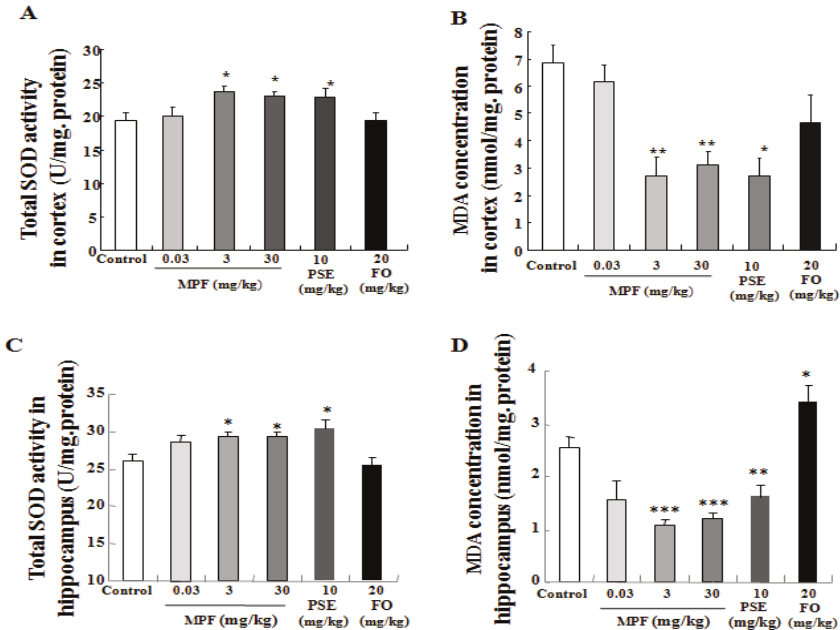 A
Total SOD activity
in cortex (U/mg. protein)
30
25
20
15
10
5
0
* * *
Control 0.03 3 30 10 20
MPF (mg/kg) PSE FO
(mg/kg) (mg/kg)
B
MDA concentration
in cortex (nmol/mg. protein)
8
7
6
5
4
3
2
1
0
** ** *
Control 0.03 3 30 10 20
MPF (mg/kg) PSE FO
(mg/kg) (mg/kg)
C
Total SOD activity in
hippocampus (U/mg.protein)
35
30
25
20
15
10
* * *
Control 0.03 3 30 10 20
MPF (mg/kg) PSE FO
(mg/kg) (mg/kg)
D
MDA concentration in
hippocampus (nmol/mg. protein)
4
3
2
1
0
*** *** ** *
Control 0.03 3 30 10 20
MPF (mg/kg) PSE FO
(mg/kg) (mg/kg)